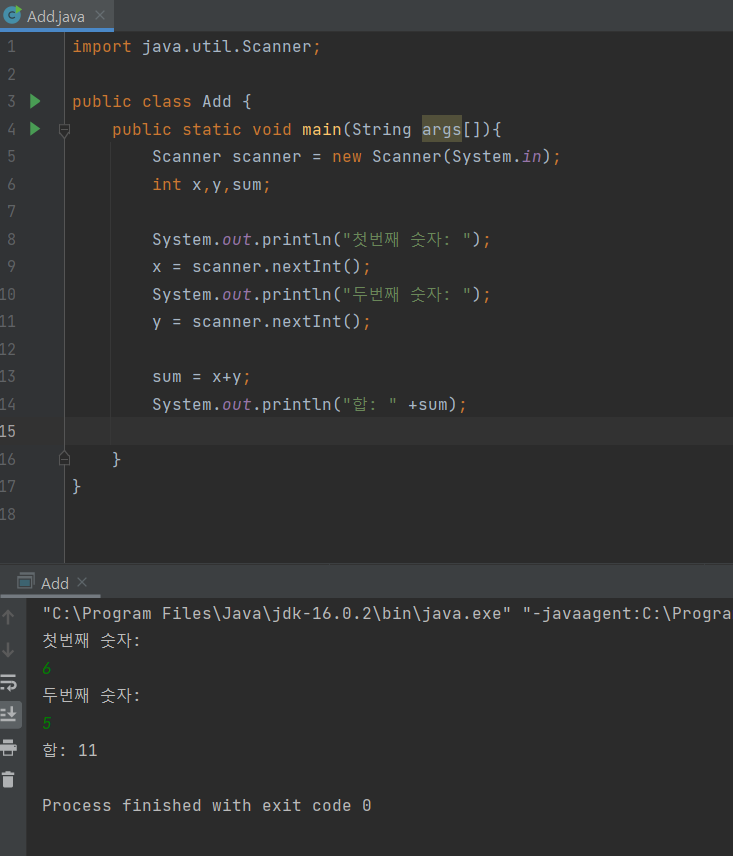 Add.java
1 import java.util.Scanner;
2
3 public class Add {
4 public static void main(String args[]){
5 Scanner scanner = new Scanner(System.in);
6 int x,y,sum;
7
8 System.out.println("첫번째 숫자: ");
9 x = scanner.nextInt();
10 System.out.println("두번째 숫자: ");
11 y = scanner.nextInt();
12
13 sum = x+y;
14 System.out.println("합: " +sum);
15
16 }
17 }
18
Add
"C:\Program Files\Java\jdk-16.0.2\bin\java.exe" "-javaagent:C:\Progra
첫번째 숫자:
6
두번째 숫자:
5
합: 11
Process finished with exit code 0